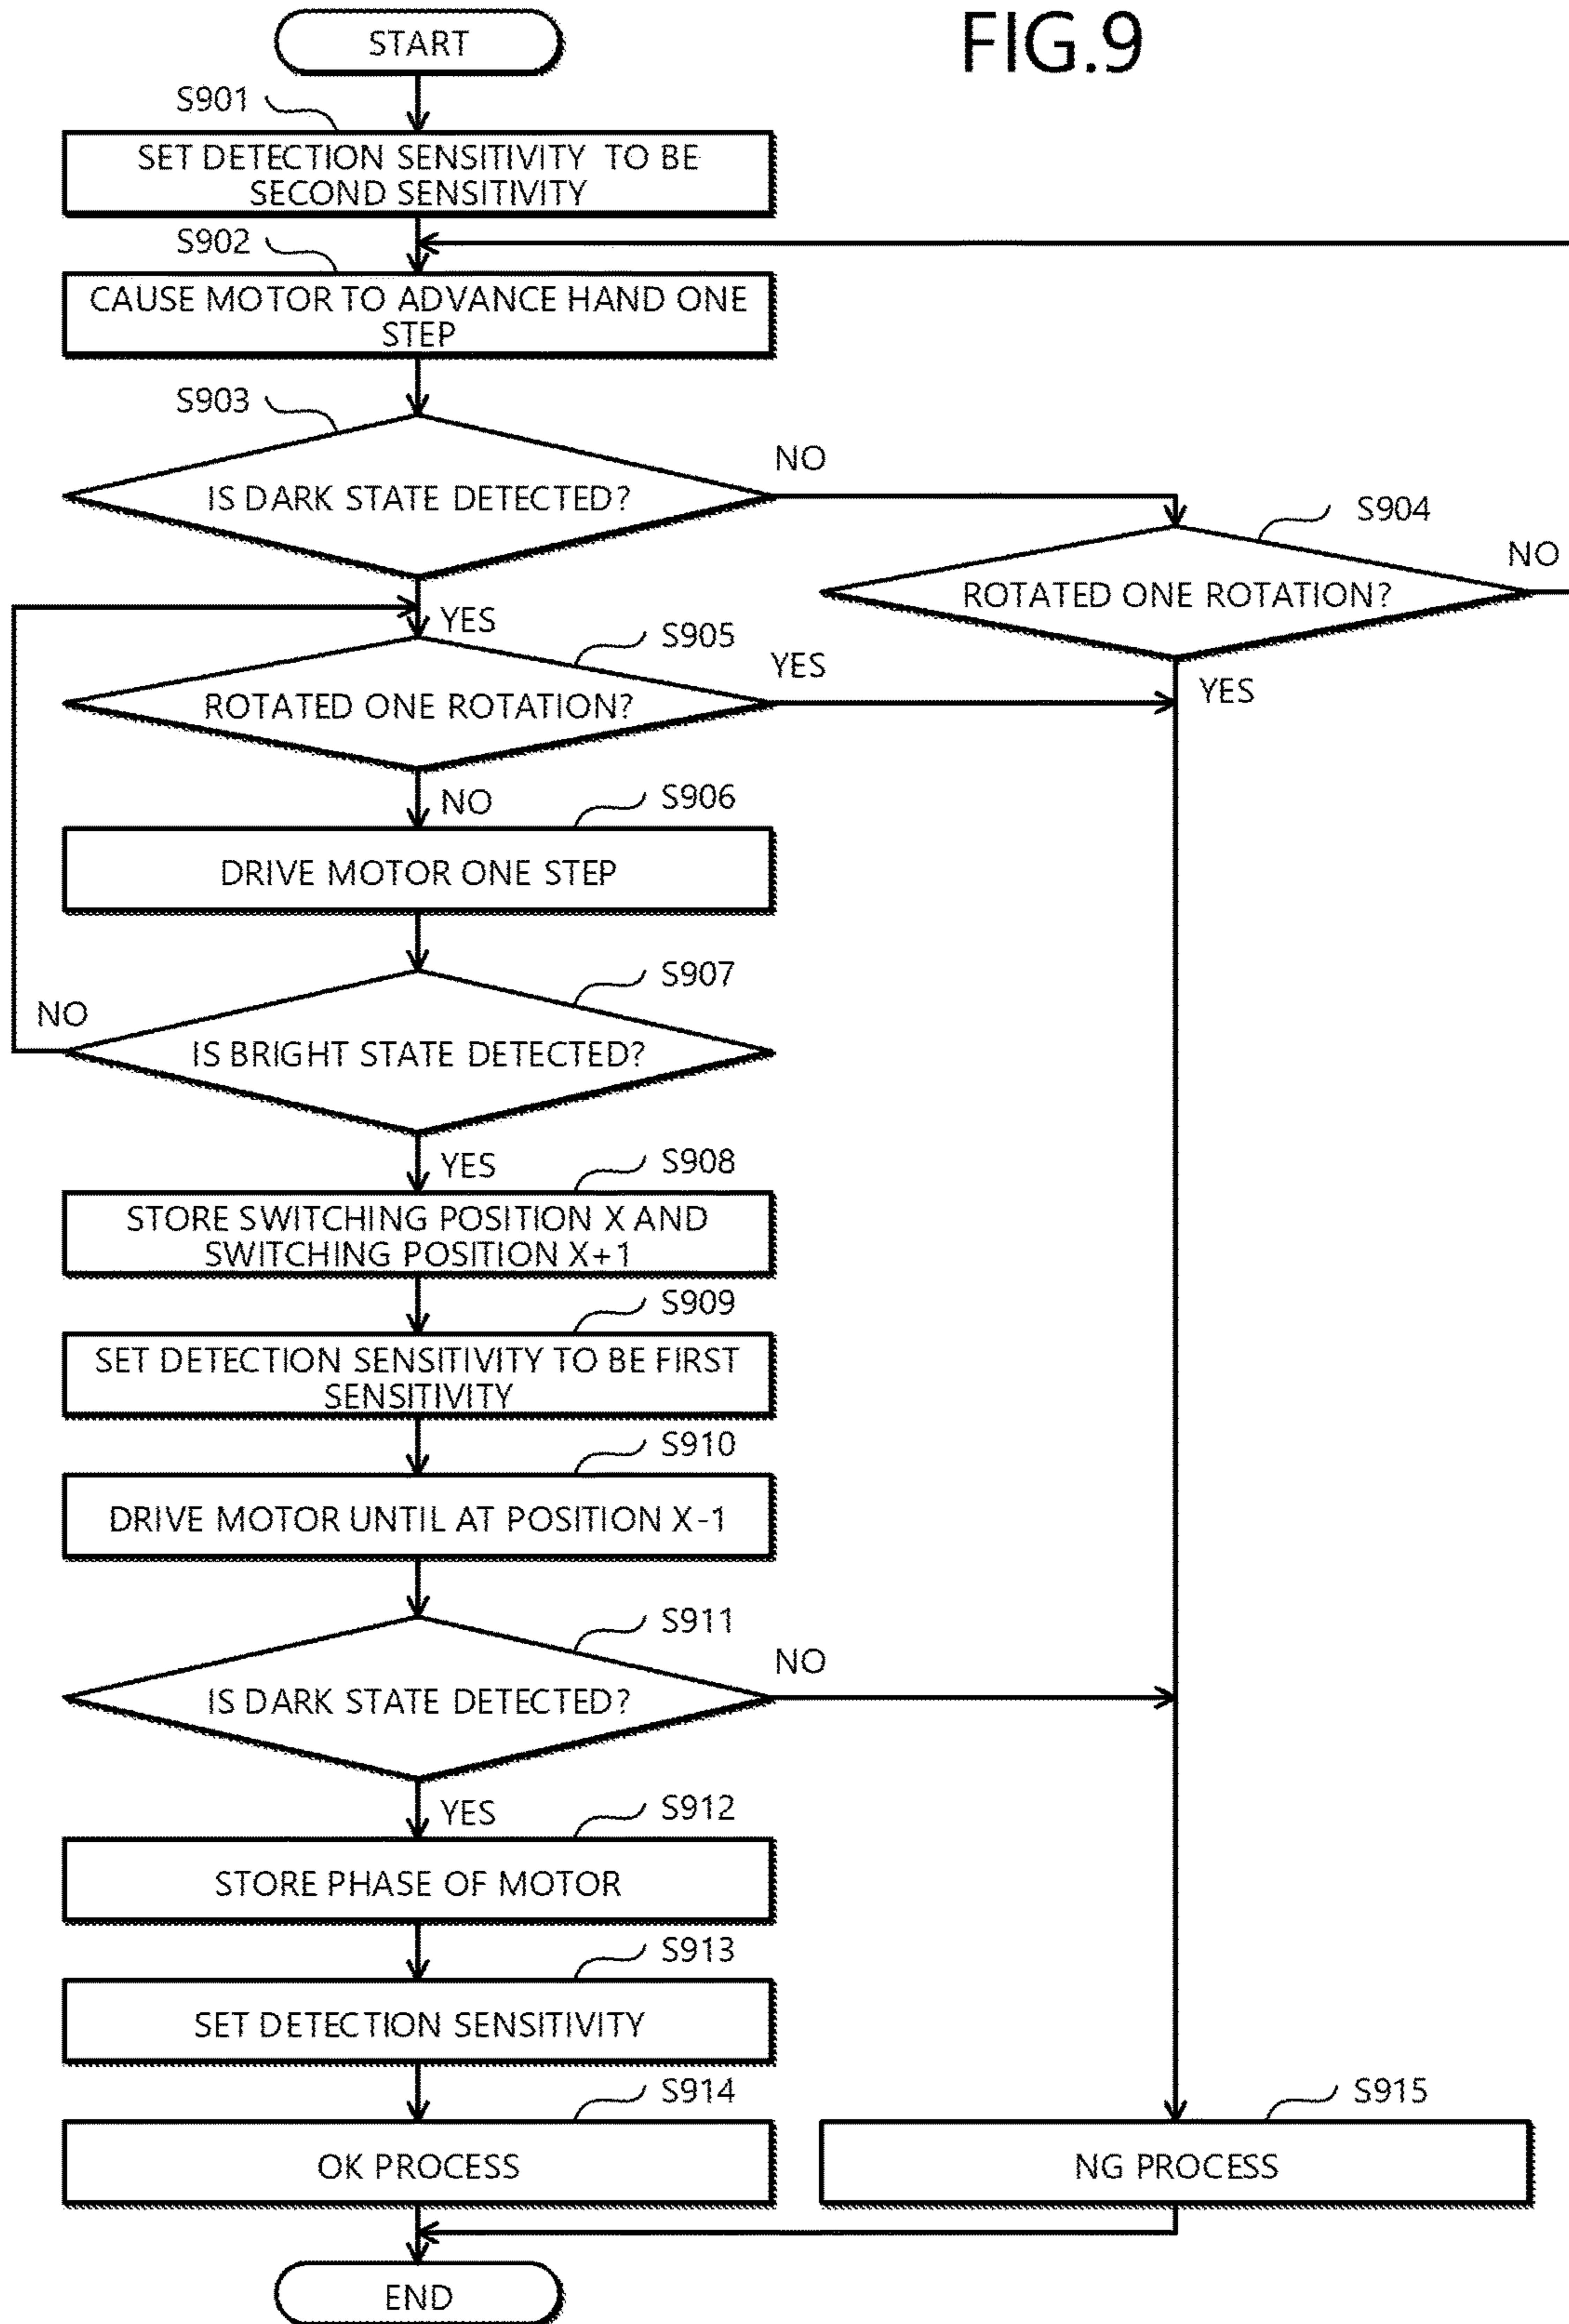 FIG.9
START
S901
SET DETECTION SENSITIVITY TO BE
SECOND SENSITIVITY
S902
CAUSE MOTOR TO ADVANCE HAND ONE
STEP
S903
IS DARK STATE DETECTED?
NO
S904
ROTATED ONE ROTATION?
NO
YES
YES
S905
ROTATED ONE ROTATION?
YES
NO
S906
DRIVE MOTOR ONE STEP
S907
IS BRIGHT STATE DETECTED?
NO
YES
S908
STORE SWITCHING POSITION X AND
SWITCHING POSITION X+1
S909
SET DETECTION SENSITIVITY TO BE FIRST
SENSITIVITY
S910
DRIVE MOTOR UNTIL AT POSITION X-1
S911
IS DARK STATE DETECTED?
NO
YES
S912
STORE PHASE OF MOTOR
S913
SET DETECTION SENSITIVITY
S914
OK PROCESS
S915
NG PROCESS
END